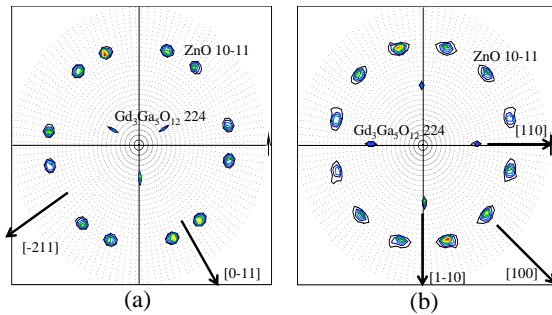 ZnO 10-11
Gd3Ga5O12 224
[-211]
[0-11]
(a)
ZnO 10-11
Gd3Ga5O12 224
[110]
[1-10]
[100]
(b)